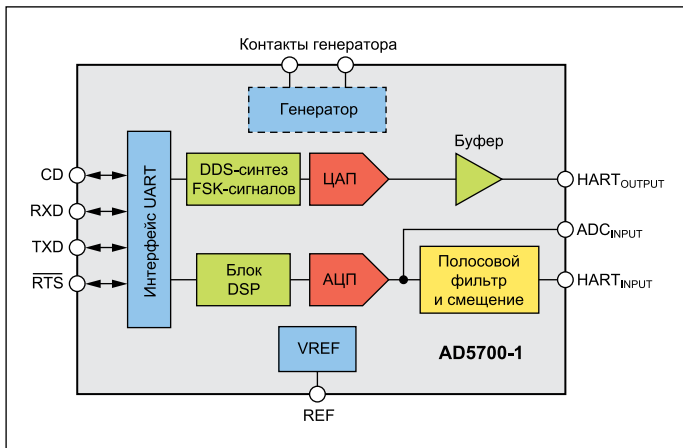 Контакты генератора
Генератор
Буфер
CD
RXD
TXD
RTS
Интерфейс UART
DDS-синтез
FSK-сигналов
ЦАП
HARTOUTPUT
ADCINPUT
Блок
DSP
АЦП
Полосовой
фильтр
и смещение
HARTINPUT
VREF
AD5700-1
REF